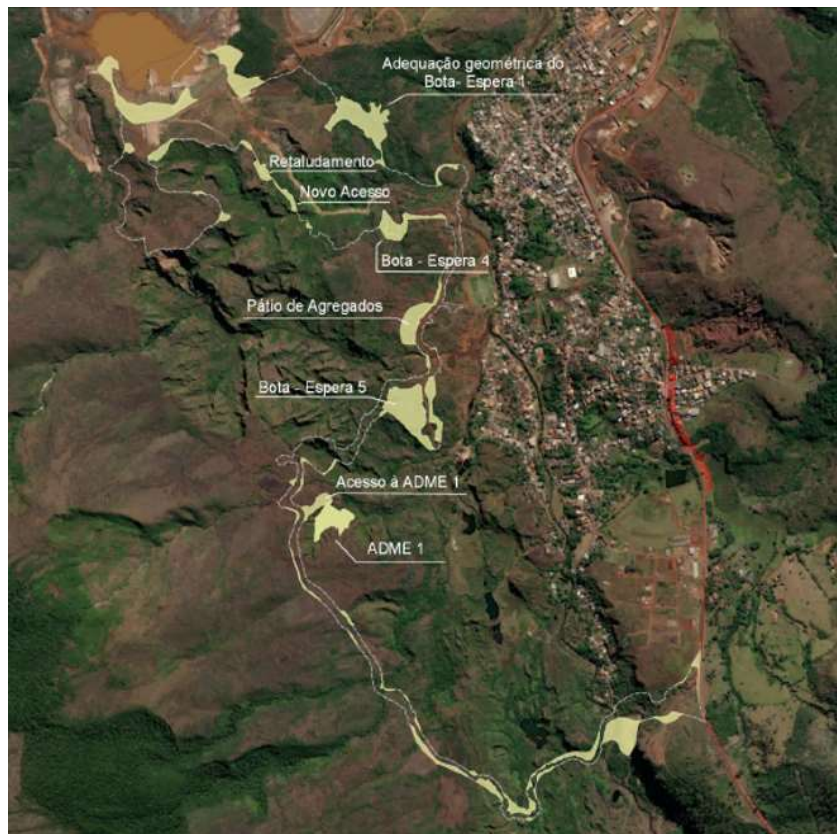 Adequação geométrica do
Bota- Espera 1
Retaludamento
Novo Acesso
Bota - Espera 4
Pátio de Agregados
Bota - Espera 5
Acesso à ADME 1
ADME 1